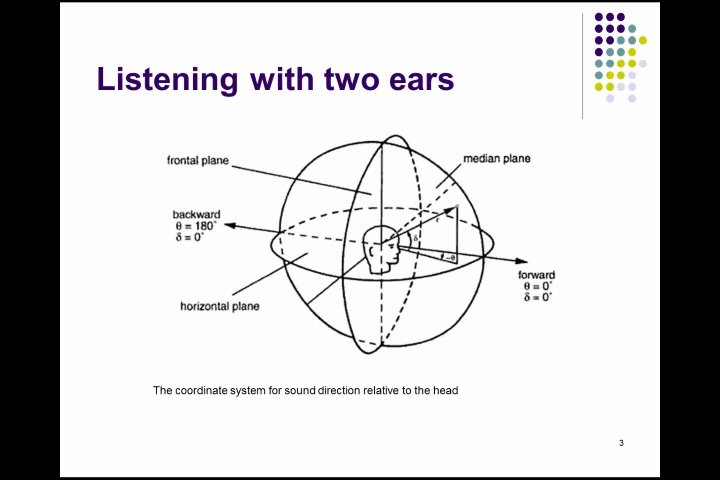 Listening with two ears
frontal plane
median plane
backward
θ = 180°
δ = 0°
r
δ
-θ
forward
θ = 0°
δ = 0°
horizontal plane
The coordinate system for sound direction relative to the head
3